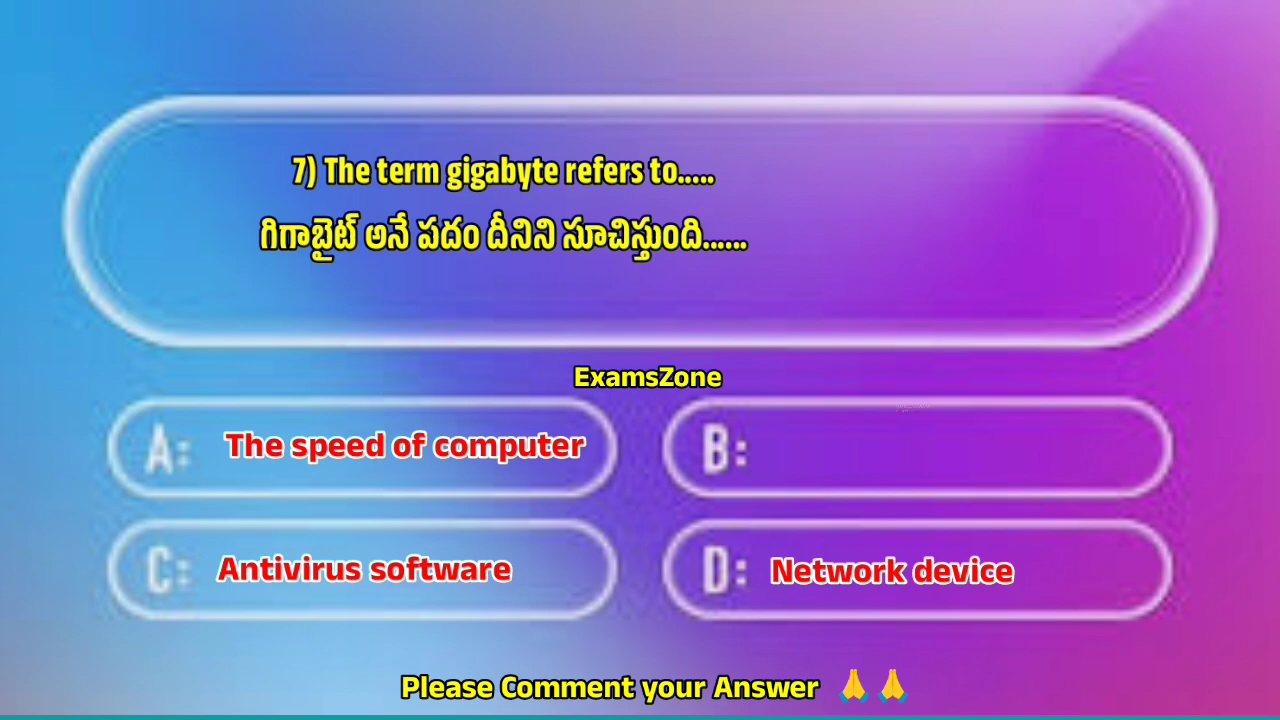 7) The term gigabyte refers to.....
గిగాబైట్ అనే పదం దీనిని సూచిస్తుంది......
ExamsZone
A: The speed of computer
B:
C: Antivirus software
D: Network device
Please Comment your Answer 🙏🙏